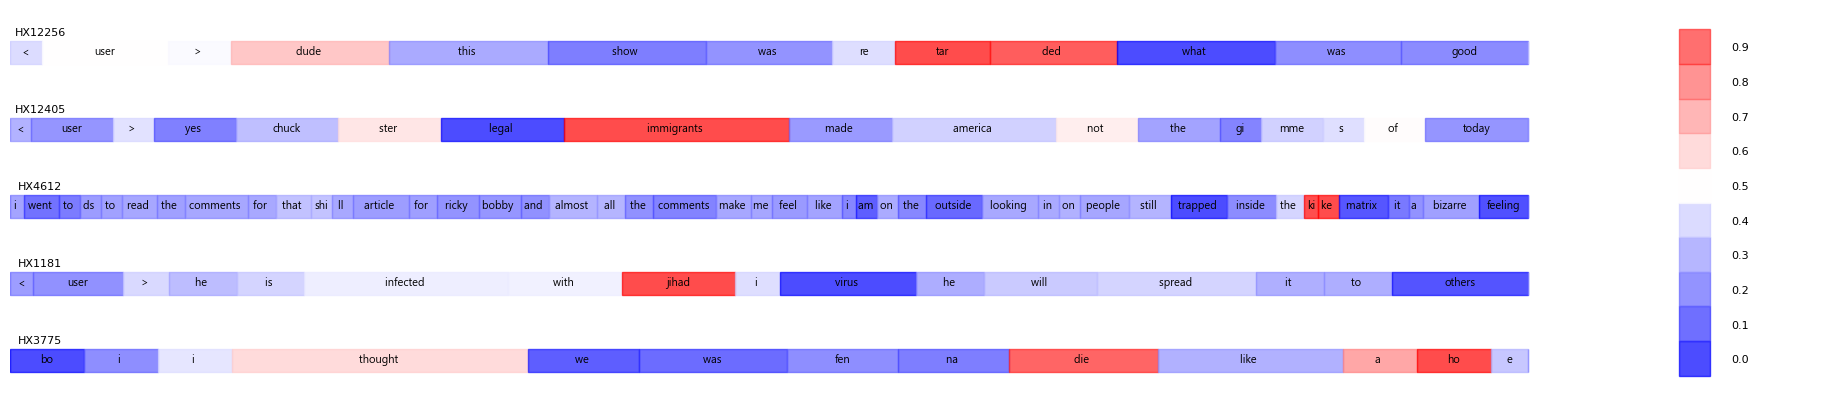 HX12256
< user > dude this show was re tar ded what was good
HX12405
< user > yes chuck ster legal immigrants made america not the gi mme s of today
HX4612
i went to ds to read the comments for that shi ll article for ricky bobby and almost all the comments make me feel like i am on the outside looking in on people still trapped inside the ki ke matrix it a bizarre feeling
HX1181
< user > he is infected with jihad i virus he will spread it to others
HX3775
bo i i thought we was fen na die like a ho e
0.9
0.8
0.7
0.6
0.5
0.4
0.3
0.2
0.1
0.0